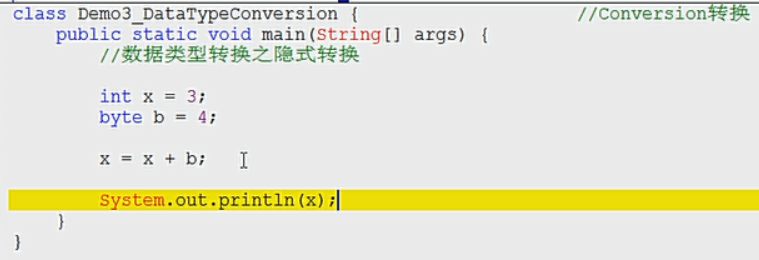 class Demo3_DataTypeConversion { //Conversion转换
public static void main(String[] args) {
//数据类型转换之隐式转换
int x = 3;
byte b = 4;
x = x + b;
System.out.println(x);
}
}